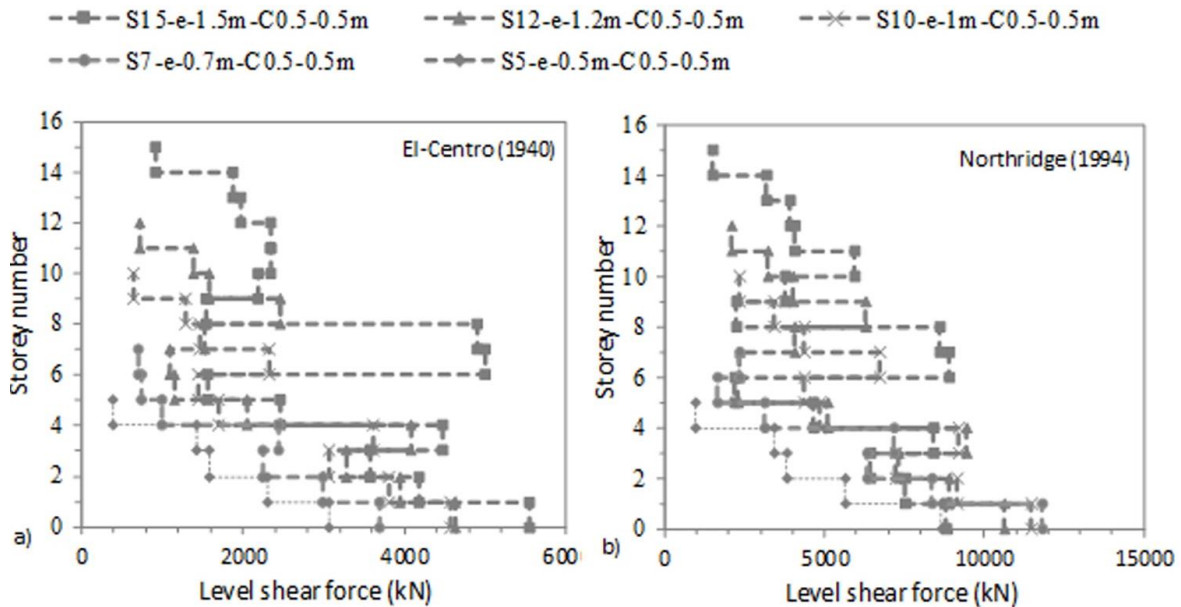 S15-e-1.5m-C0.5-0.5m S12-e-1.2m-C0.5-0.5m S10-e-1m-C0.5-0.5m
S7-e-0.7m-C0.5-0.5m S5-e-0.5m-C0.5-0.5m
16
14
12
10
8
6
4
2
0
Storey number
El-Centro (1940)
a)
0 2000 4000 600
Level shear force (kN)
16
14
12
10
8
6
4
2
0
Storey number
Northridge (1994)
b)
0 5000 10000 15000
Level shear force (kN)